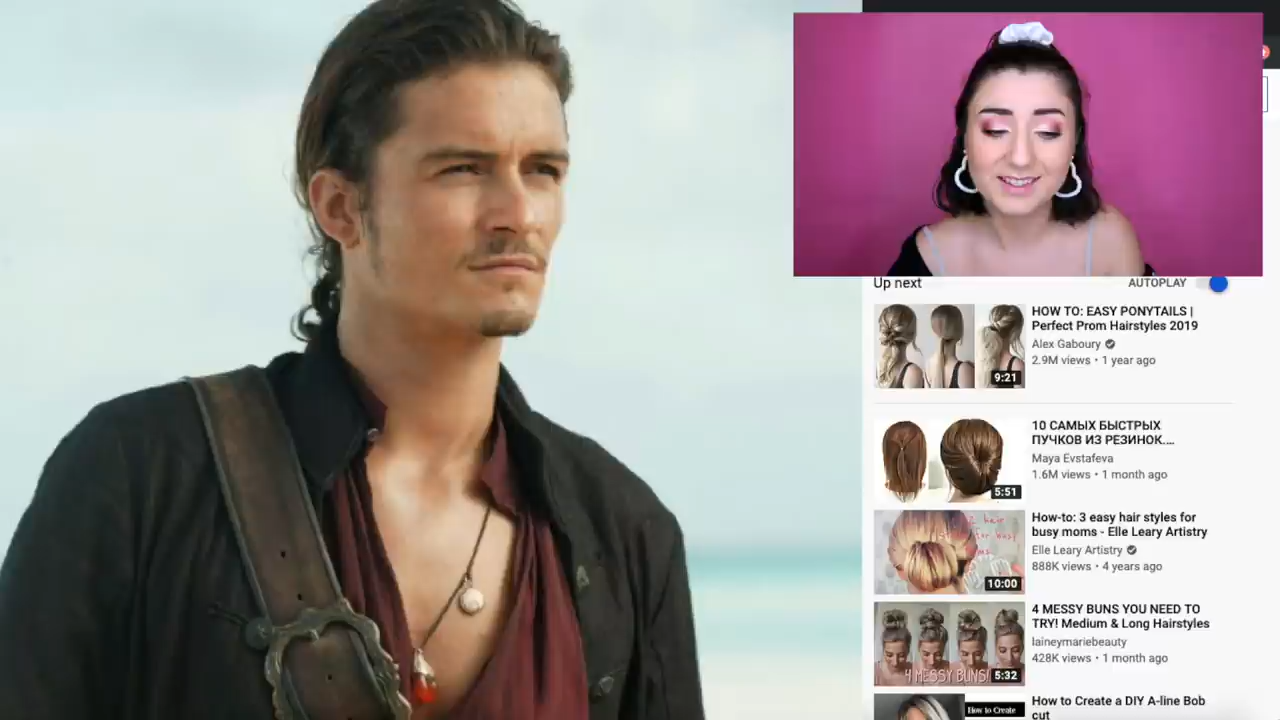 Up next
AUTOPLAY
HOW TO: EASY PONYTAILS |
Perfect Prom Hairstyles 2019
Alex Gaboury
2.9M views • 1 year ago
9:21
10 САМЫХ БЫСТРЫХ
ПУЧКОВ ИЗ РЕЗИНОК....
Maya Evstafeva
1.6M views • 1 month ago
5:51
How-to: 3 easy hair styles for
busy moms - Elle Leary Artistry
Elle Leary Artistry
888K views • 4 years ago
10:00
4 MESSY BUNS YOU NEED TO
TRY! Medium & Long Hairstyles
laineymariebeauty
428K views • 1 month ago
4 MESSY BUNS!
5:32
How to Create a DIY A-line Bob
cut
How to Create